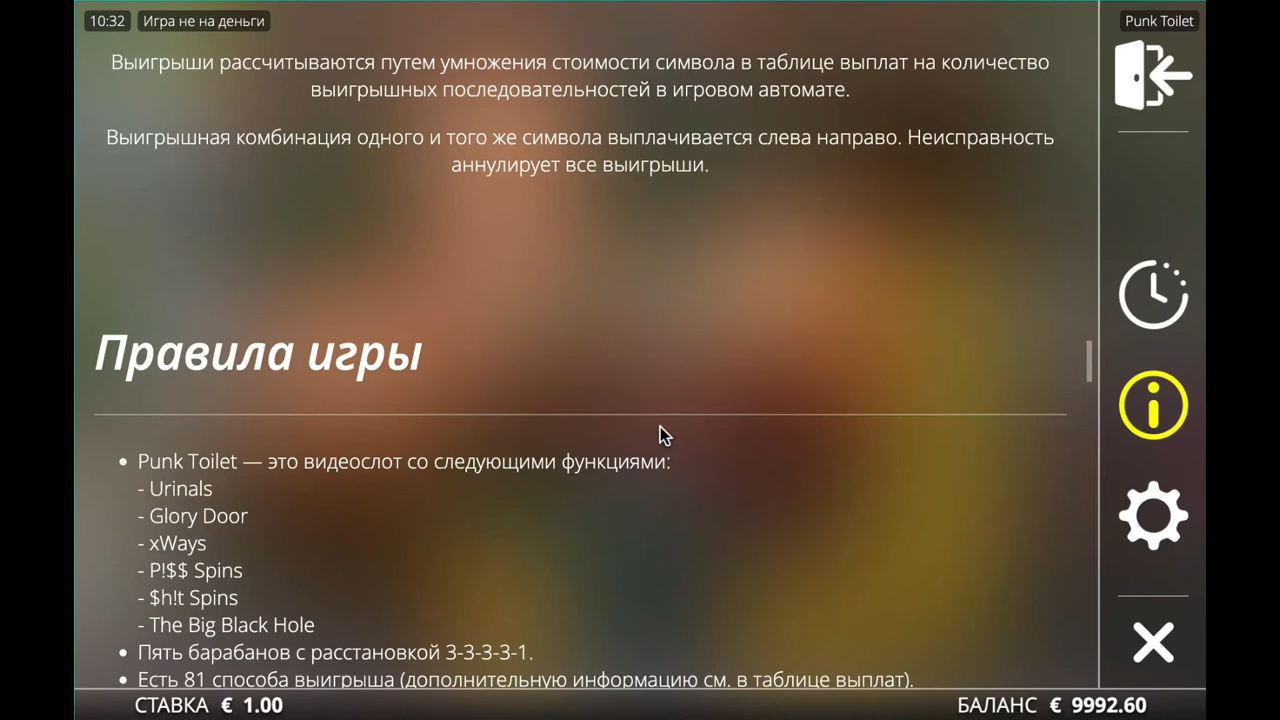 10:32 Игра не на деньги Punk Toilet
Выигрыши рассчитываются путем умножения стоимости символа в таблице выплат на количество
выигрышных последовательностей в игровом автомате.
Выигрышная комбинация одного и того же символа выплачивается слева направо. Неисправность
аннулирует все выигрыши.
Правила игры
• Punk Toilet — это видеослот со следующими функциями:
- Urinals
- Glory Door
- xWays
- P!$$ Spins
- $h!t Spins
- The Big Black Hole
• Пять барабанов с расстановкой 3-3-3-3-1.
• Есть 81 способа выигрыша (дополнительную информацию см. в таблице выплат).
СТАВКА € 1.00 БАЛАНС € 9992.60